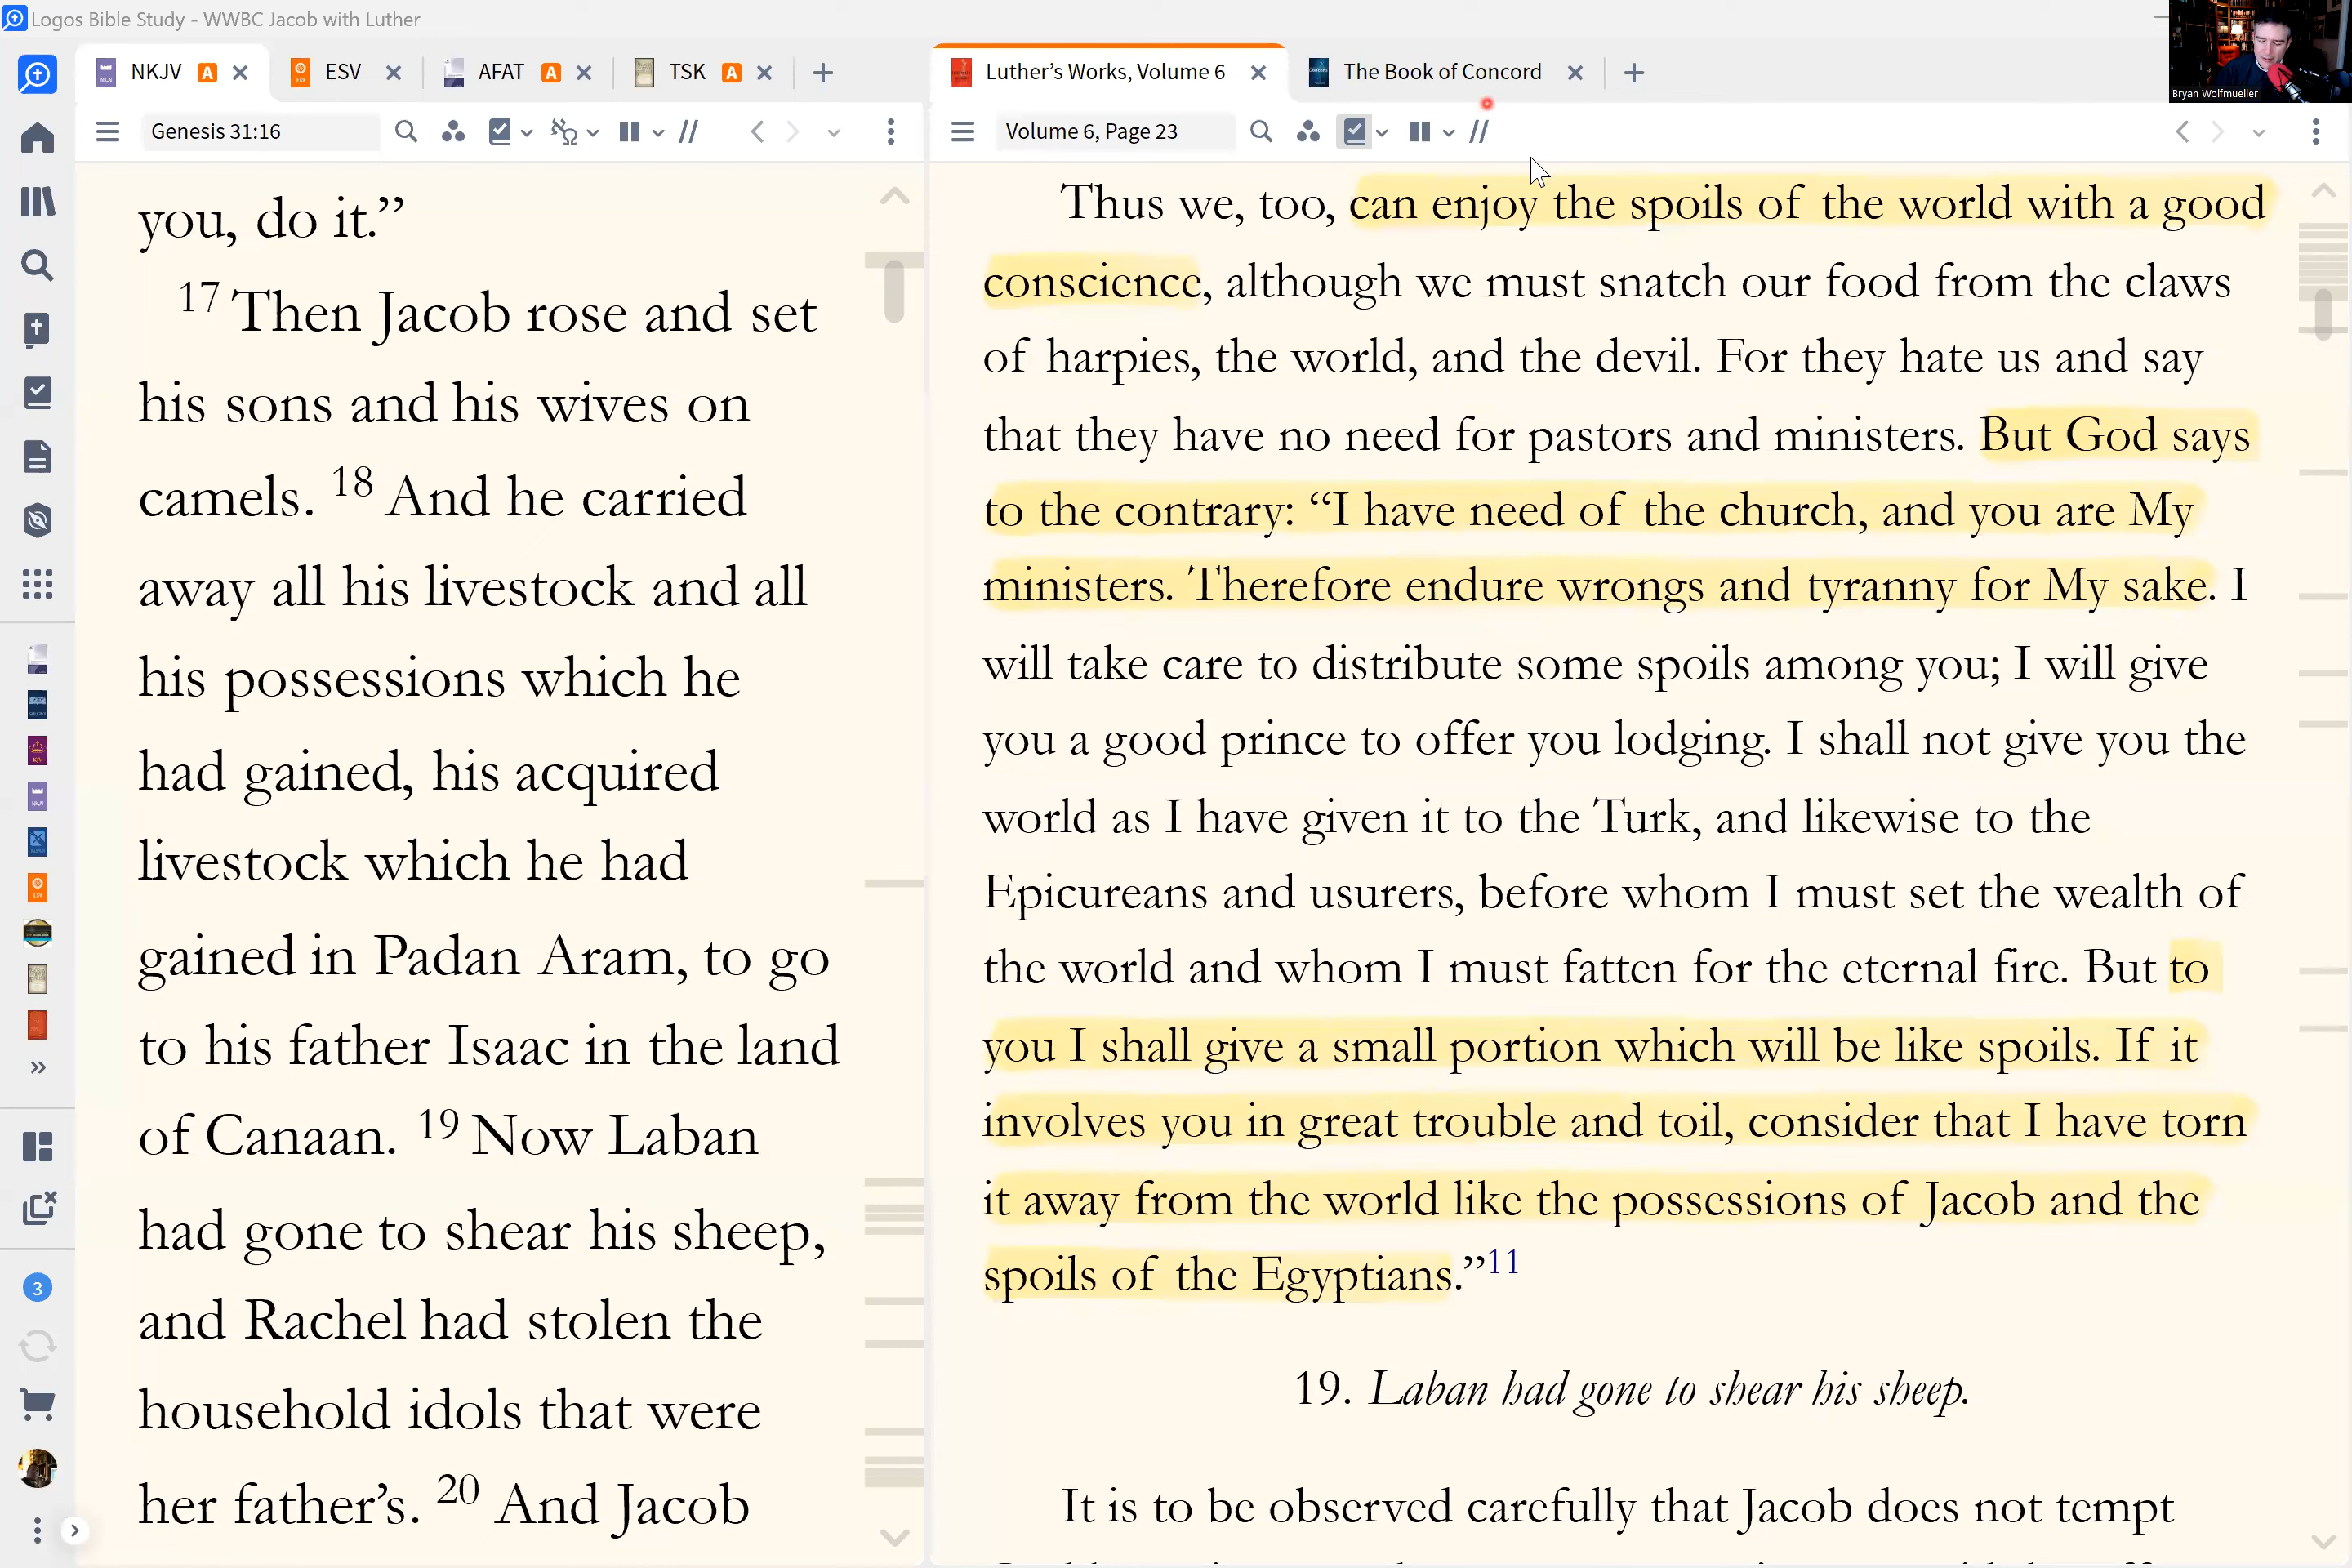 Logos Bible Study - WWBC Jacob with Luther
NKJV A
ESV
AFAT A
TSK A
Genesis 31:16
you, do it.”
17 Then Jacob rose and set
his sons and his wives on
camels. 18 And he carried
away all his livestock and all
his possessions which he
had gained, his acquired
livestock which he had
gained in Padan Aram, to go
to his father Isaac in the land
of Canaan. 19 Now Laban
had gone to shear his sheep,
and Rachel had stolen the
household idols that were
her father’s. 20 And Jacob
3
Luther’s Works, Volume 6
The Book of Concord
Bryan Wolfmueller
Volume 6, Page 23
Thus we, too, can enjoy the spoils of the world with a good
conscience, although we must snatch our food from the claws
of harpies, the world, and the devil. For they hate us and say
that they have no need for pastors and ministers. But God says
to the contrary: “I have need of the church, and you are My
ministers. Therefore endure wrongs and tyranny for My sake. I
will take care to distribute some spoils among you; I will give
you a good prince to offer you lodging. I shall not give you the
world as I have given it to the Turk, and likewise to the
Epicureans and usurers, before whom I must set the wealth of
the world and whom I must fatten for the eternal fire. But to
you I shall give a small portion which will be like spoils. If it
involves you in great trouble and toil, consider that I have torn
it away from the world like the possessions of Jacob and the
spoils of the Egyptians.”11
19. Laban had gone to shear his sheep.
It is to be observed carefully that Jacob does not tempt